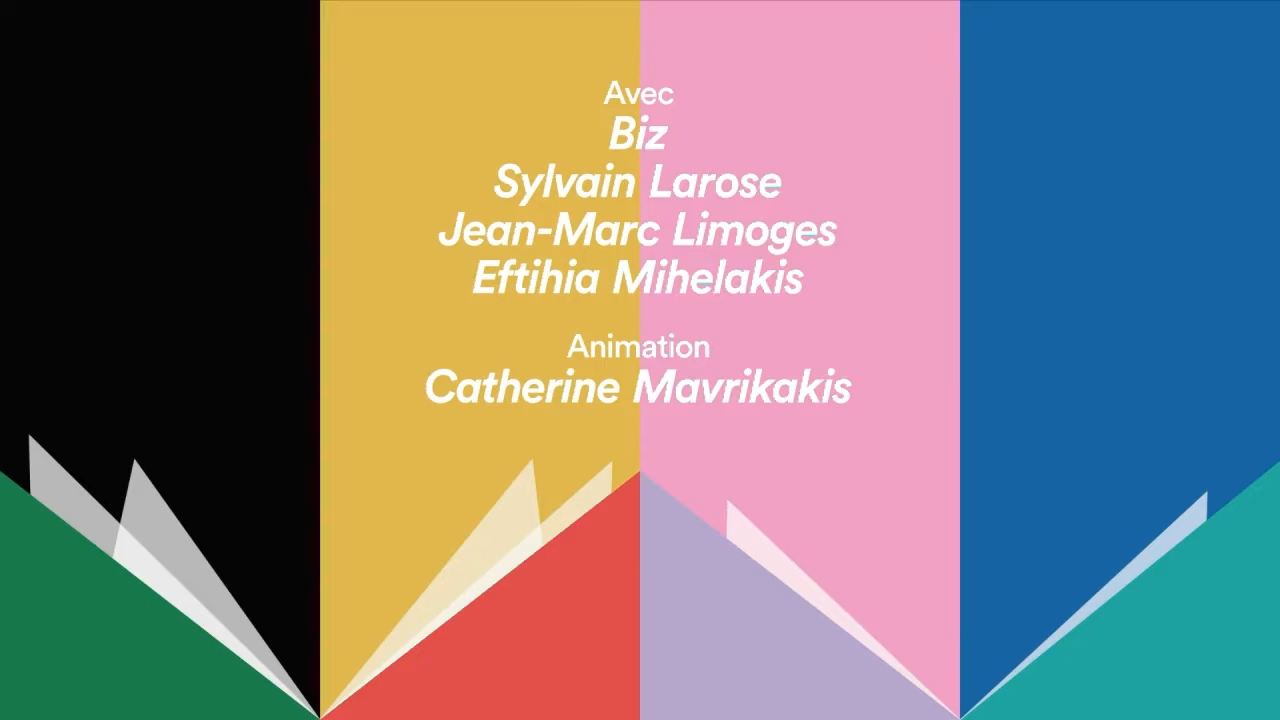 Avec
Biz
Sylvain Larose
Jean-Marc Limoges
Eftihia Mihelakis
Animation
Catherine Mavrikakis